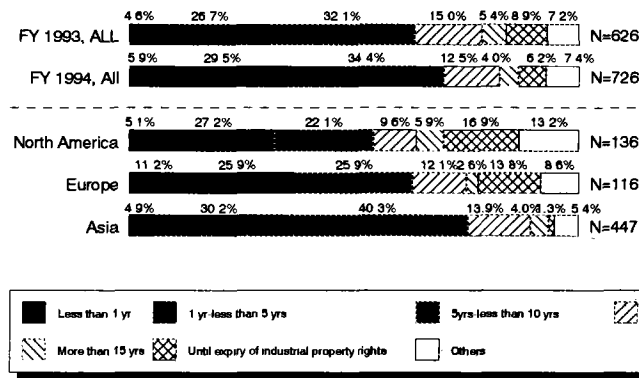 4 6% 26 7% 32 1% 15 0% 5 4% 8 9% 7 2%
FY 1993, ALL N=626
5 9% 29 5% 34 4% 12 5% 4 0% 6 2% 7 4%
FY 1994, All N=726
5 1% 27 2% 22 1% 9 6% 5 9% 16 9% 13 2%
North America N=136
11 2% 25 9% 25 9% 12 1% 2 6% 13 8% 8 6%
Europe N=116
4 9% 30 2% 40 3% 13 9% 4 0% 1 3% 5 4%
Asia N=447
Less than 1 yr 1 yr-less than 5 yrs 5yrs-less than 10 yrs
More than 15 yrs Until expiry of industrial property rights Others